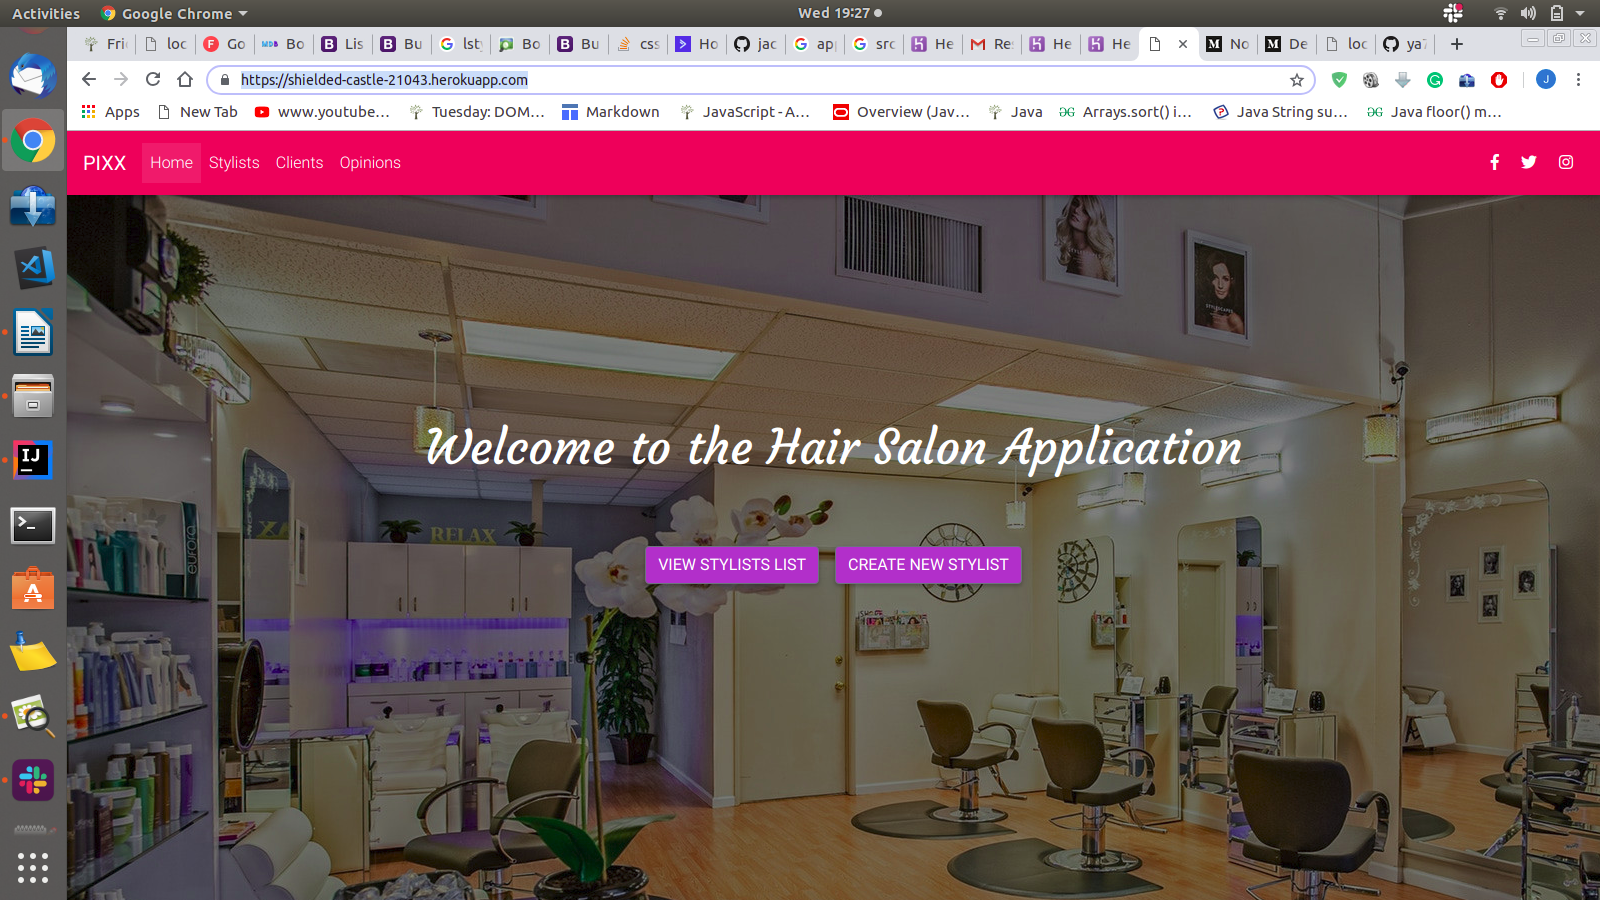 Activities Google Chrome Wed 19:27
Fri loc Go Bo Lis Bu lsty Bo Bu css Ho jac ap src He Re He He No De loc ya7
https://shielded-castle-21043.herokuapp.com J
Apps New Tab www.youtube... Tuesday: DOM... Markdown JavaScript - A... Overview (Jav... Java Arrays.sort() i... Java String su... Java floor() m...
PIXX Home Stylists Clients Opinions
Welcome to the Hair Salon Application
RELAX
VIEW STYLISTS LIST CREATE NEW STYLIST